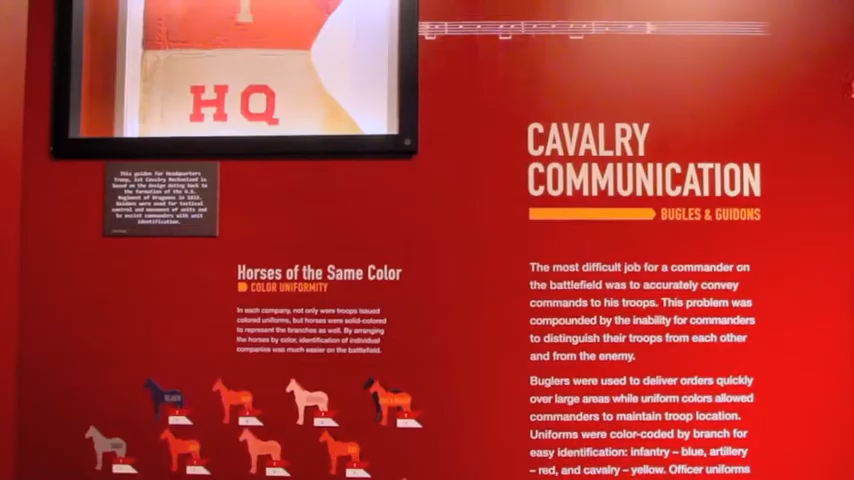 1
HQ
This guidon for Headquarters
Troop, 1st Cavalry Mechanized is
based on the design dating back to
the formation of the U.S.
Regiment of Dragoons in 1833.
Guidons were used for tactical
control and movement of units and
to assist commanders with unit
identification.
Horses of the Same Color
COLOR UNIFORMITY
In each company, not only were troops issued
colored uniforms, but horses were solid-colored
to represent the branches as well. By arranging
the horses by color, identification of individual
companies was much easier on the battlefield.
BLACK
CAVALRY
COMMUNICATION
BUGLES & GUIDONS
The most difficult job for a commander on
the battlefield was to accurately convey
commands to his troops. This problem was
compounded by the inability for commanders
to distinguish their troops from each other
and from the enemy.
Buglers were used to deliver orders quickly
over large areas while uniform colors allowed
commanders to maintain troop location.
Uniforms were color-coded by branch for
easy identification: infantry – blue, artillery
– red, and cavalry – yellow. Officer uniforms